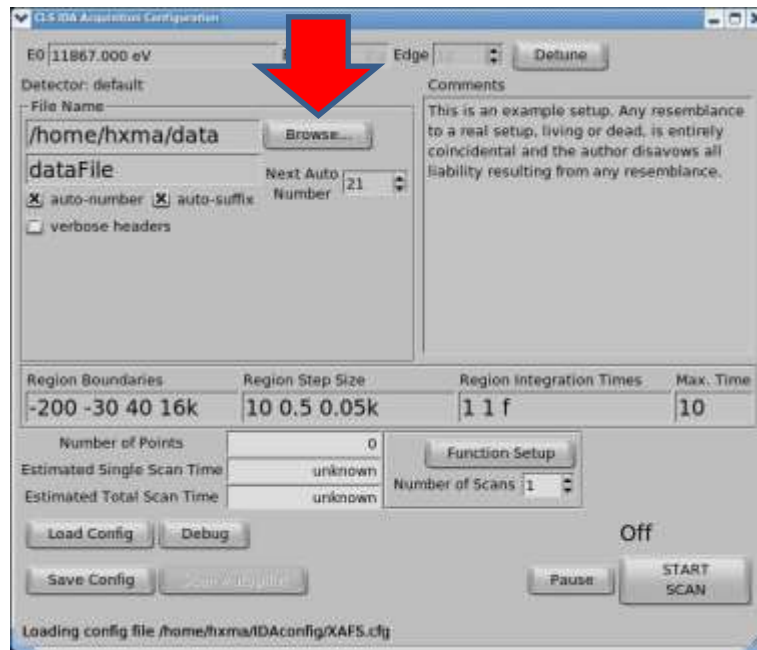 CLS IDA Acquisition Configuration
E0 11867.000 eV
Edge
Detune
Detector: default
File Name
/home/hxma/data
Browse...
dataFile
Next Auto
Number
21
auto-number
auto-suffix
verbose headers
Comments
This is an example setup. Any resemblance
to a real setup, living or dead, is entirely
coincidental and the author disavows all
liability resulting from any resemblance.
Region Boundaries
Region Step Size
Region Integration Times
Max. Time
-200 -30 40 16k
10 0.5 0.05k
1 1 f
10
Number of Points
0
Estimated Single Scan Time
unknown
Estimated Total Scan Time
unknown
Function Setup
Number of Scans 1
Load Config
Debug
Off
Save Config
Pause
START
SCAN
Loading config file /home/hxma/IDAconfig/XAFS.cfg